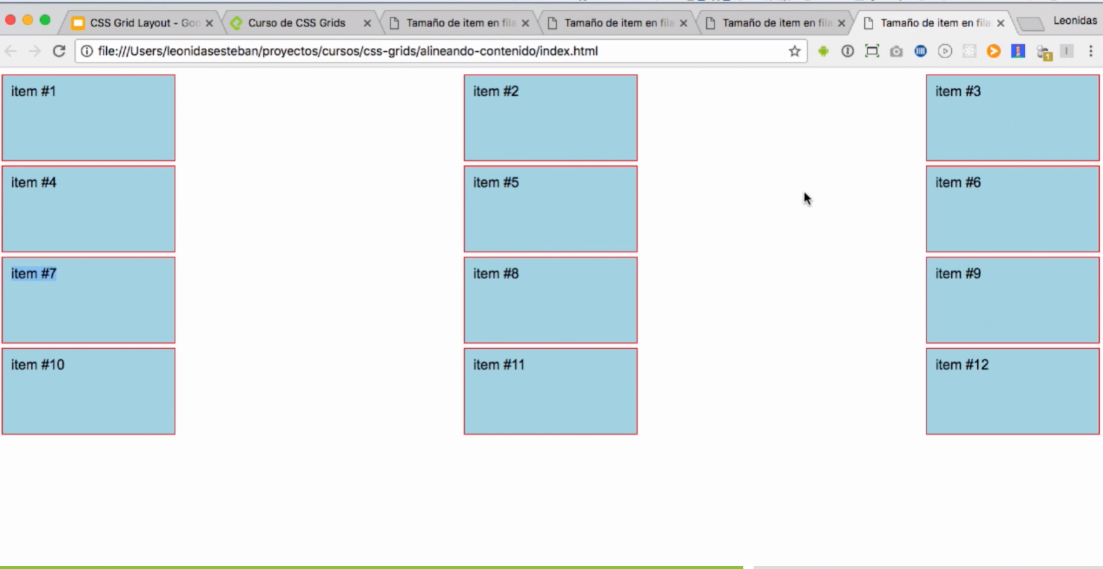 CSS Grid Layout - Goo
Curso de CSS Grids
Tamaño de item en fila
Tamaño de item en fila
Tamaño de item en fila
Tamaño de item en fila
Leonidas
file:///Users/leonidasesteban/proyectos/cursos/css-grids/alineando-contenido/index.html
item #1 item #2 item #3
item #4 item #5 item #6
item #7 item #8 item #9
item #10 item #11 item #12